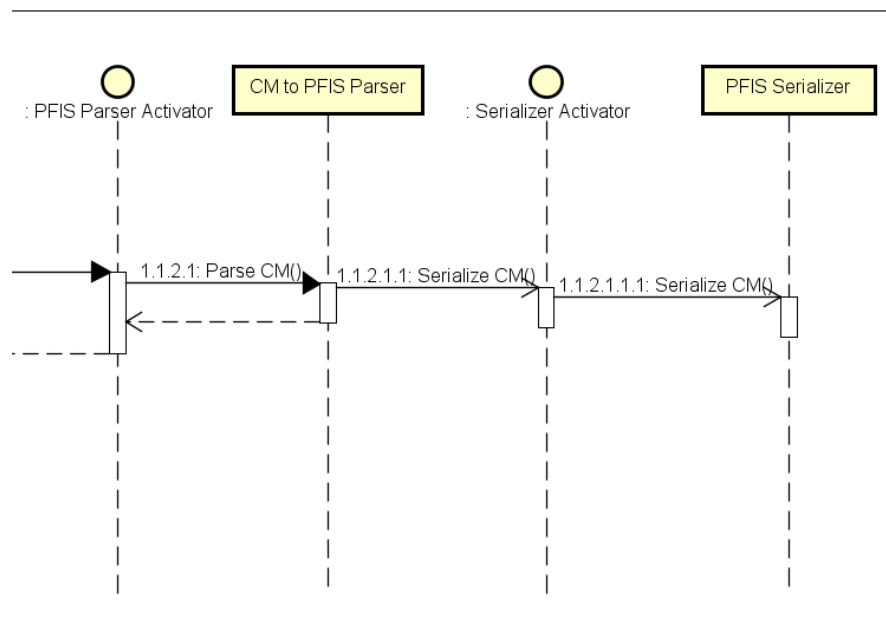 : PFIS Parser Activator
CM to PFIS Parser
: Serializer Activator
PFIS Serializer
1.1.2.1: Parse CM()
1.1.2.1.1: Serialize CM()
1.1.2.1.1.1: Serialize CM()